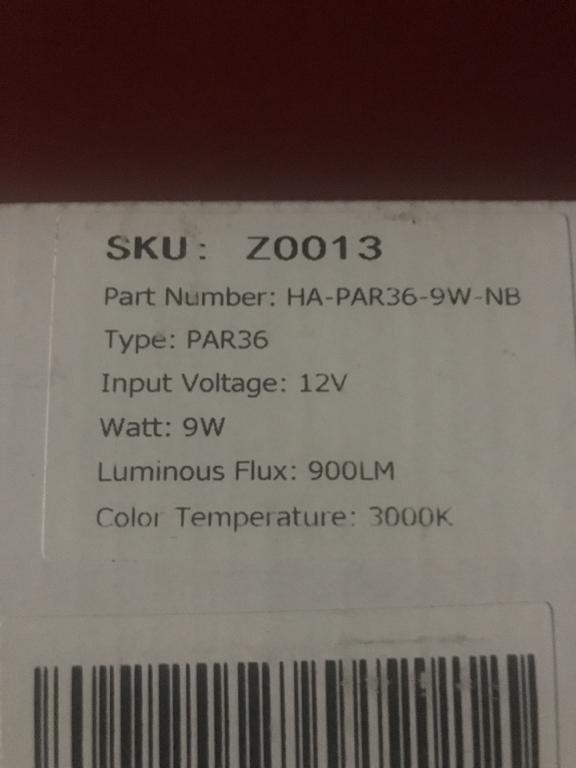 SKU: Z0013
Part Number: HA-PAR36-9W-NB
Type: PAR36
Input Voltage: 12V
Watt: 9W
Luminous Flux: 900LM
Color Temperature: 3000K